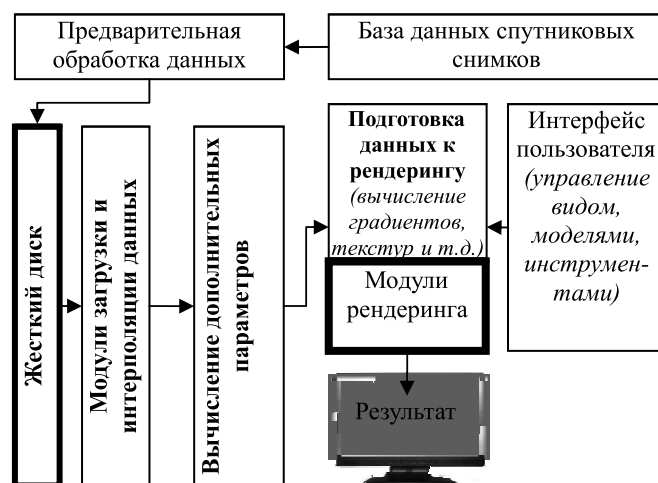 Предварительная
обработка данных
База данных спутниковых
снимков
Жесткий диск
Модули загрузки и
интерполяции данных
Вычисление дополнительных
параметров
Подготовка
данных к
рендерингу
(вычисление
градиентов,
текстур и т.д.)
Модули
рендеринга
Интерфейс
пользователя
(управление
видом,
моделями,
инструмен-
тами)
Результат